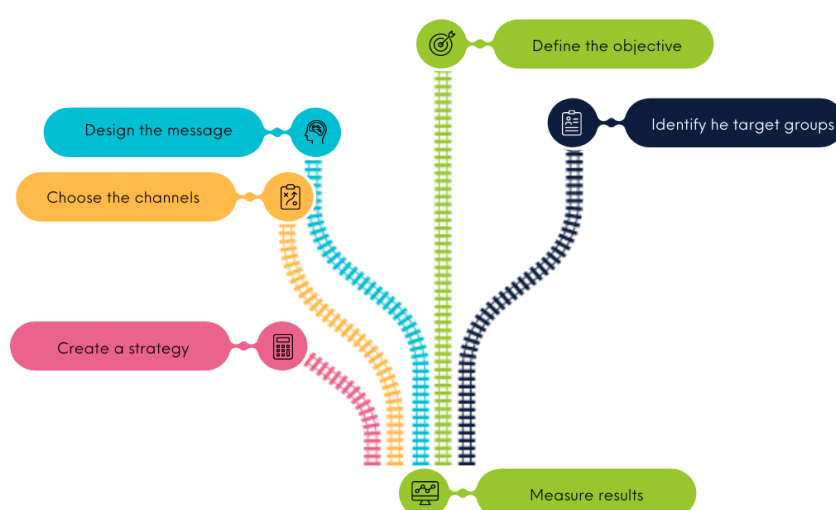 Define the objective
Design the message
Identify he target groups
Choose the channels
Create a strategy
Measure results